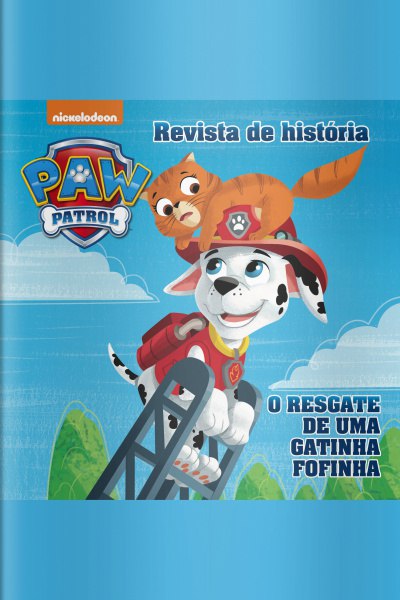 nickelodeon
Revista de história
PAW
PATROL
O RESGATE
DE UMA
GATINHA
FOFINHA